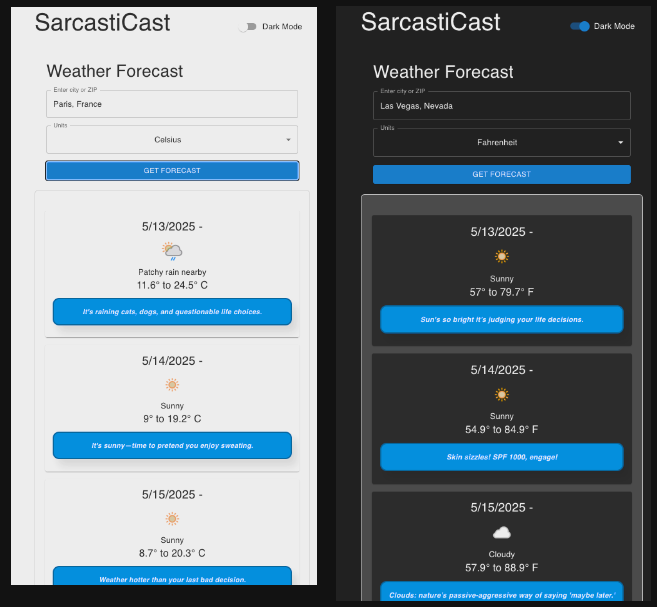 SarcastiCast
Dark Mode
Weather Forecast
Enter city or ZIP
Paris, France
Units
Celsius
GET FORECAST
5/13/2025 -
Patchy rain nearby
11.6° to 24.5° C
It's raining cats, dogs, and questionable life choices.
5/14/2025 -
Sunny
9° to 19.2° C
It's sunny—time to pretend you enjoy sweating.
5/15/2025 -
Sunny
8.7° to 20.3° C
Weather hotter than your last bad decision.
SarcastiCast
Dark Mode
Weather Forecast
Enter city or ZIP
Las Vegas, Nevada
Units
Fahrenheit
GET FORECAST
5/13/2025 -
Sunny
57° to 79.7° F
Sun's so bright it's judging your life decisions.
5/14/2025 -
Sunny
54.9° to 84.9° F
Skin sizzles! SPF 1000, engage!
5/15/2025 -
Cloudy
57.9° to 88.9° F
Clouds: nature's passive-aggressive way of saying 'maybe later.'